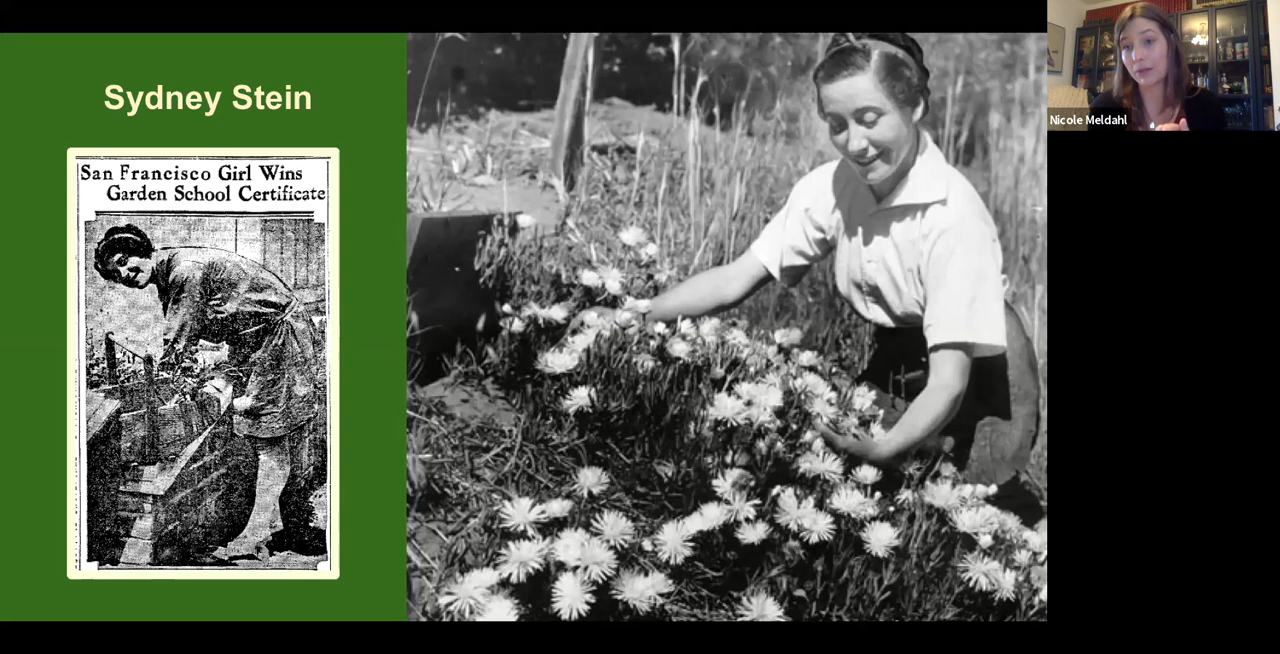 Sydney Stein
San Francisco Girl Wins
Garden School Certificate
Nicole Meldahl